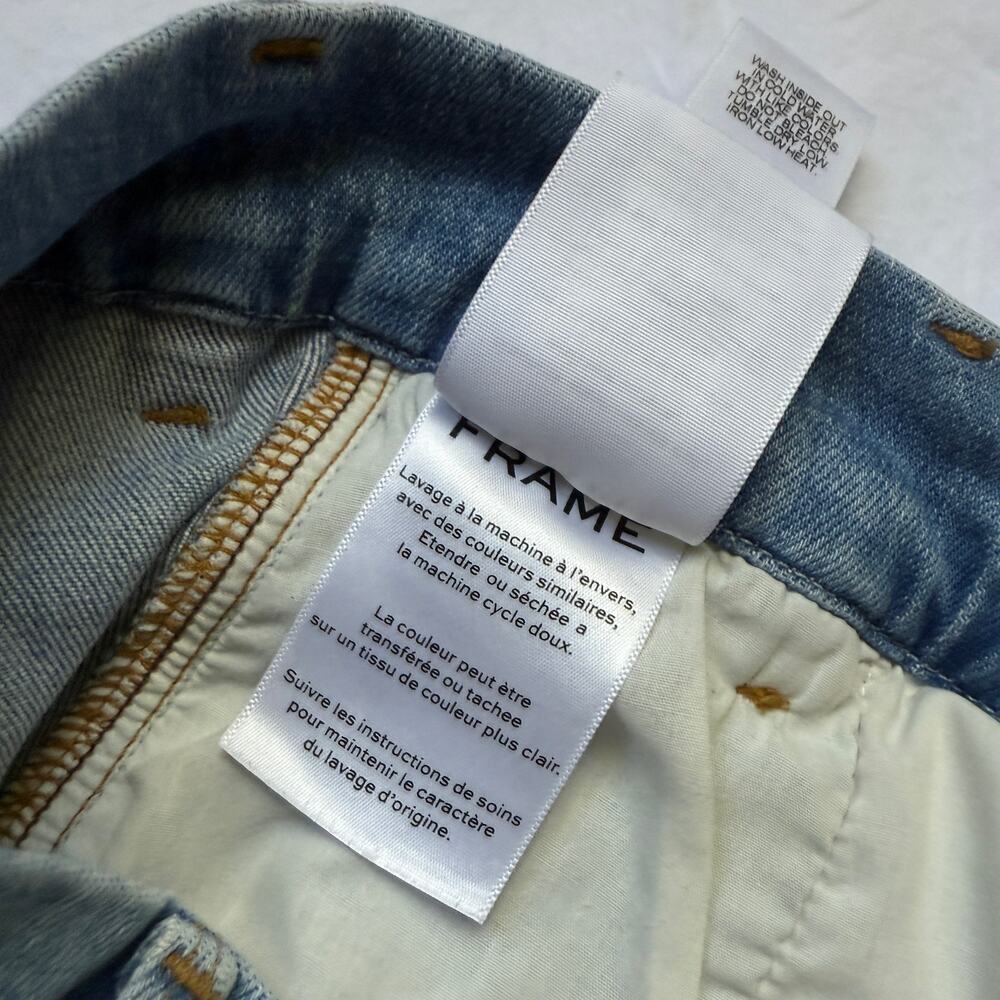 WASH INSIDE OUT
IN COLD WATER
WITH LIKE COLORS
DO NOT BLEACH
TUMBLE DRY LOW
IRON LOW HEAT.
FRAME
Lavage à la machine à l'envers,
avec des couleurs similaires,
Etendre ou séchée a
la machine cycle doux.
La couleur peut être
transférée ou tachee
sur un tissu de couleur plus clair.
Suivre les instructions de soins
pour maintenir le caractère
du lavage d'origine.